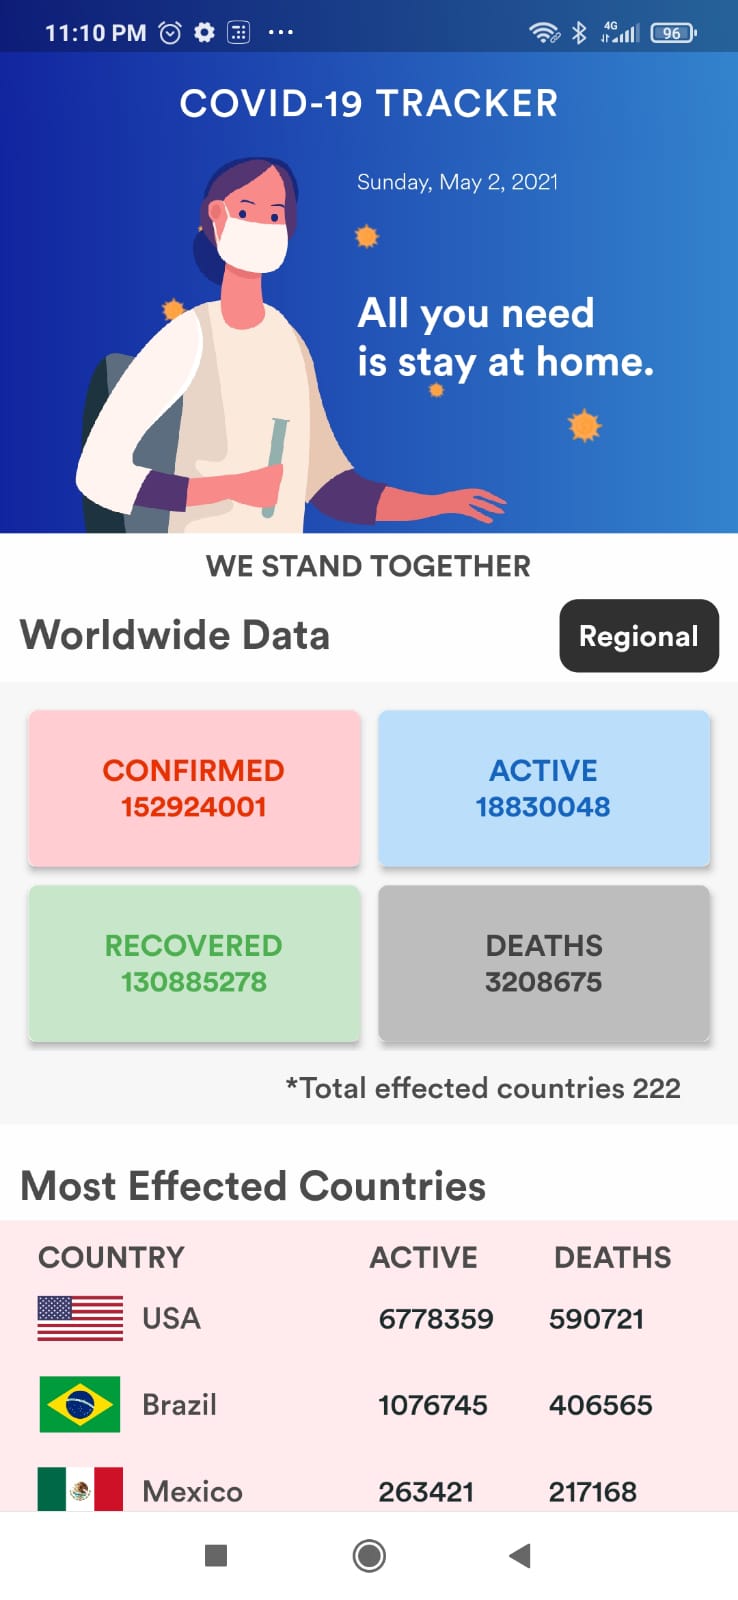 11:10 PM
4G
96
COVID-19 TRACKER
Sunday, May 2, 2021
All you need
is stay at home.
WE STAND TOGETHER
Worldwide Data
Regional
CONFIRMED
152924001
ACTIVE
18830048
RECOVERED
130885278
DEATHS
3208675
*Total effected countries 222
Most Effected Countries
COUNTRY ACTIVE DEATHS
USA 6778359 590721
Brazil 1076745 406565
Mexico 263421 217168